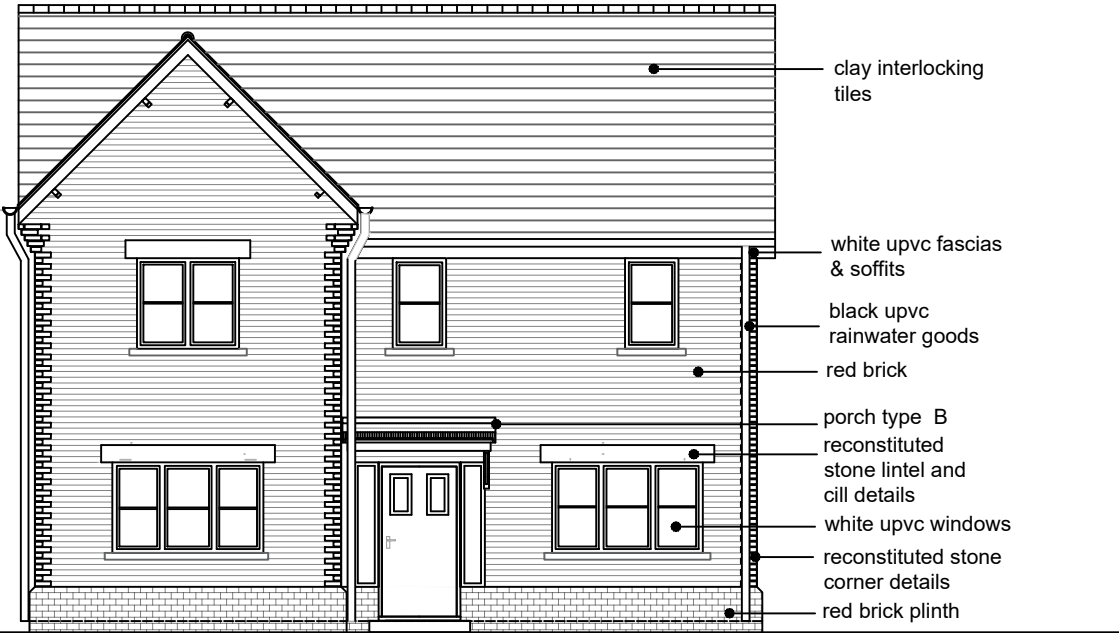 clay interlocking
tiles
white upvc fascias
& soffits
black upvc
rainwater goods
red brick
porch type B
reconstituted
stone lintel and
cill details
white upvc windows
reconstituted stone
corner details
red brick plinth